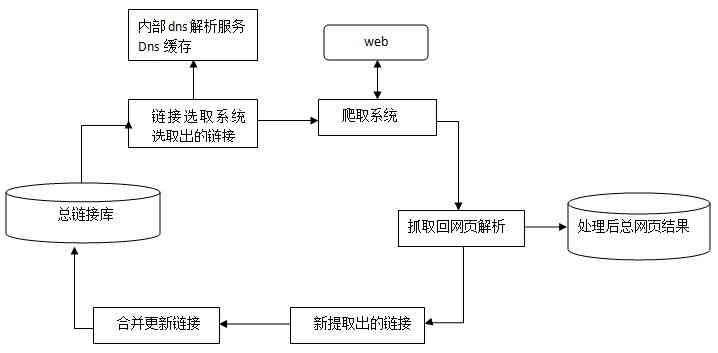 内部dns解析服务
Dns 缓存
web
链接选取系统
选取出的链接
爬取系统
总链接库
抓取回网页解析
处理后总网页结果
合并更新链接
新提取出的链接